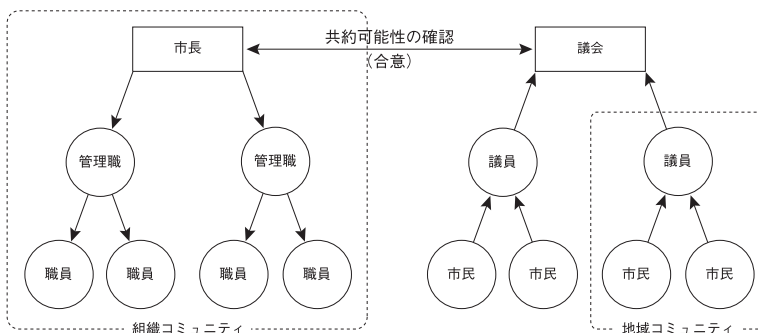 市長
共約可能性の確認
(合意)
議会
管理職
管理職
議員
議員
職員
職員
職員
職員
市民
市民
市民
市民
組織コミュニティ
地域コミュニティ